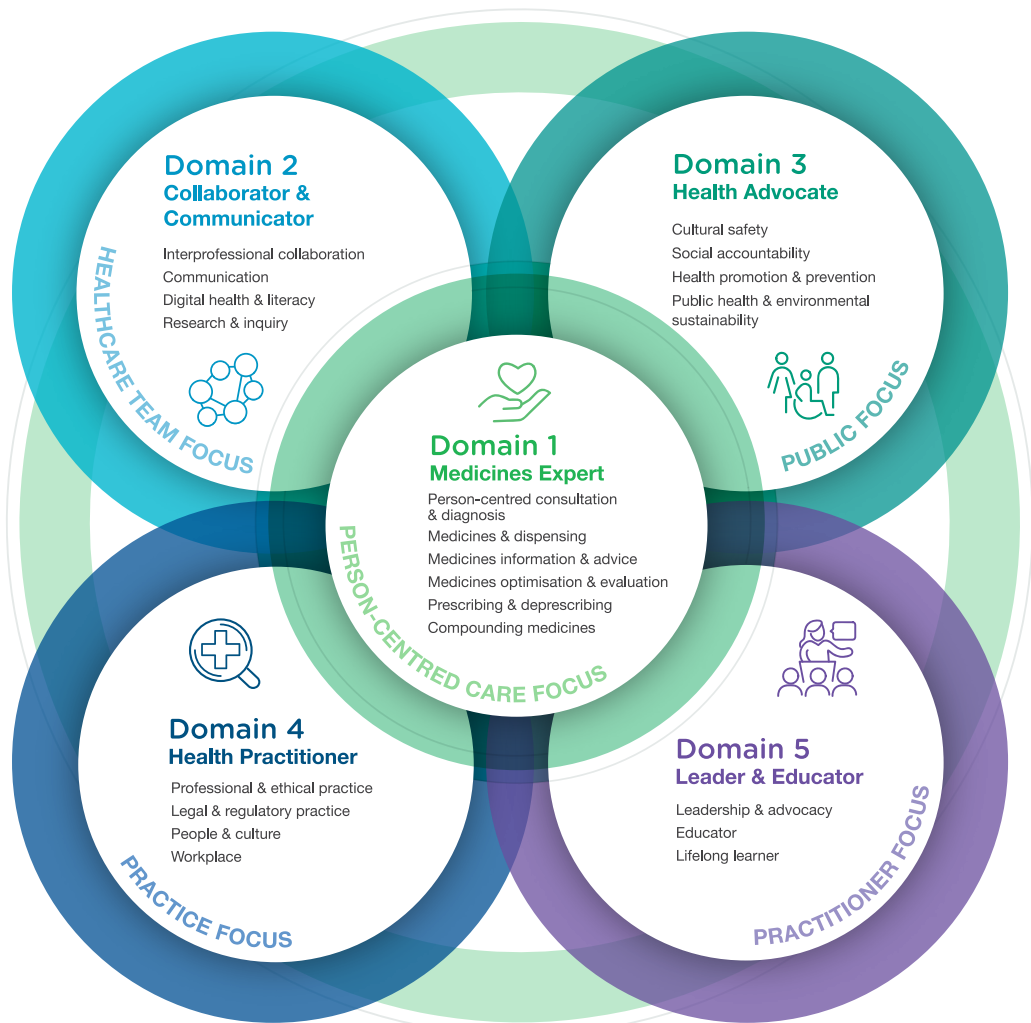 Domain 2
Collaborator &
Communicator
Interprofessional collaboration
Communication
Digital health & literacy
Research & inquiry
HEALTHCARE TEAM FOCUS
Domain 3
Health Advocate
Cultural safety
Social accountability
Health promotion & prevention
Public health & environmental
sustainability
PUBLIC FOCUS
Domain 1
Medicines Expert
Person-centred consultation
& diagnosis
Medicines & dispensing
Medicines information & advice
Medicines optimisation & evaluation
Prescribing & deprescribing
Compounding medicines
PERSON-CENTRED CARE FOCUS
Domain 4
Health Practitioner
Professional & ethical practice
Legal & regulatory practice
People & culture
Workplace
PRACTICE FOCUS
Domain 5
Leader & Educator
Leadership & advocacy
Educator
Lifelong learner
PRACTITIONER FOCUS